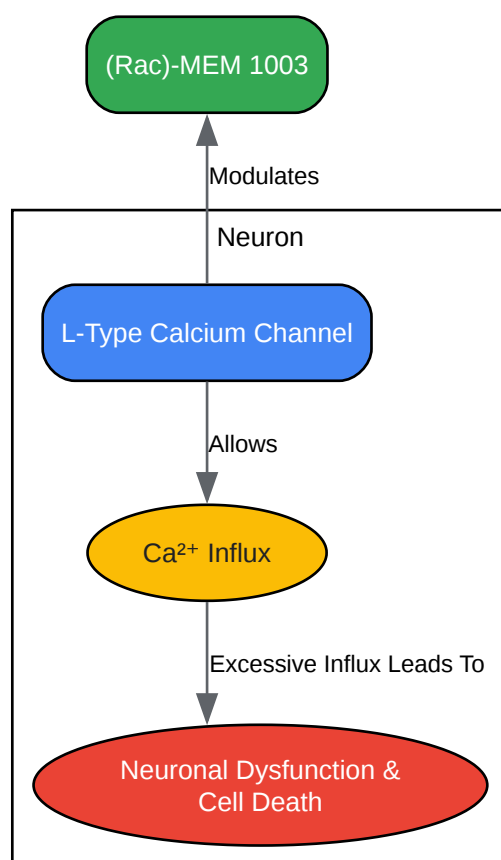 (Rac)-MEM 1003
Modulates
Neuron
L-Type Calcium Channel
Allows
Ca²⁺ Influx
Excessive Influx Leads To
Neuronal Dysfunction &
Cell Death